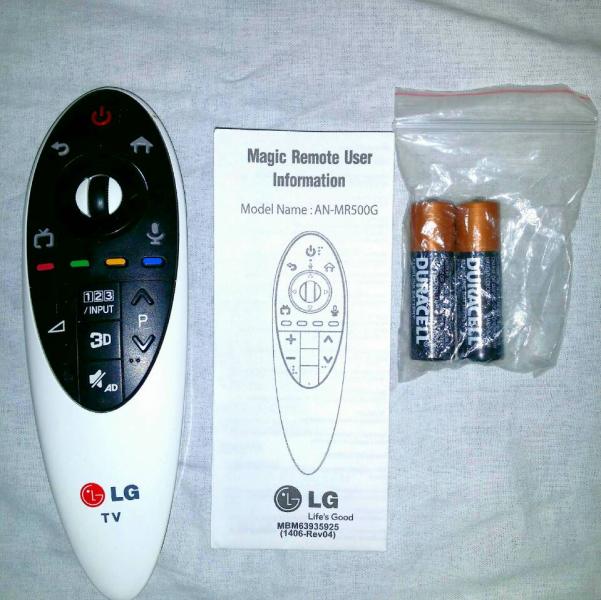 123
/INPUT
P
3D
AD
LG
TV
Magic Remote User
Information
Model Name : AN-MR500G
LG
Life's Good
MBM63935925
(1406-Rev04)
DURACELL
DURACELL